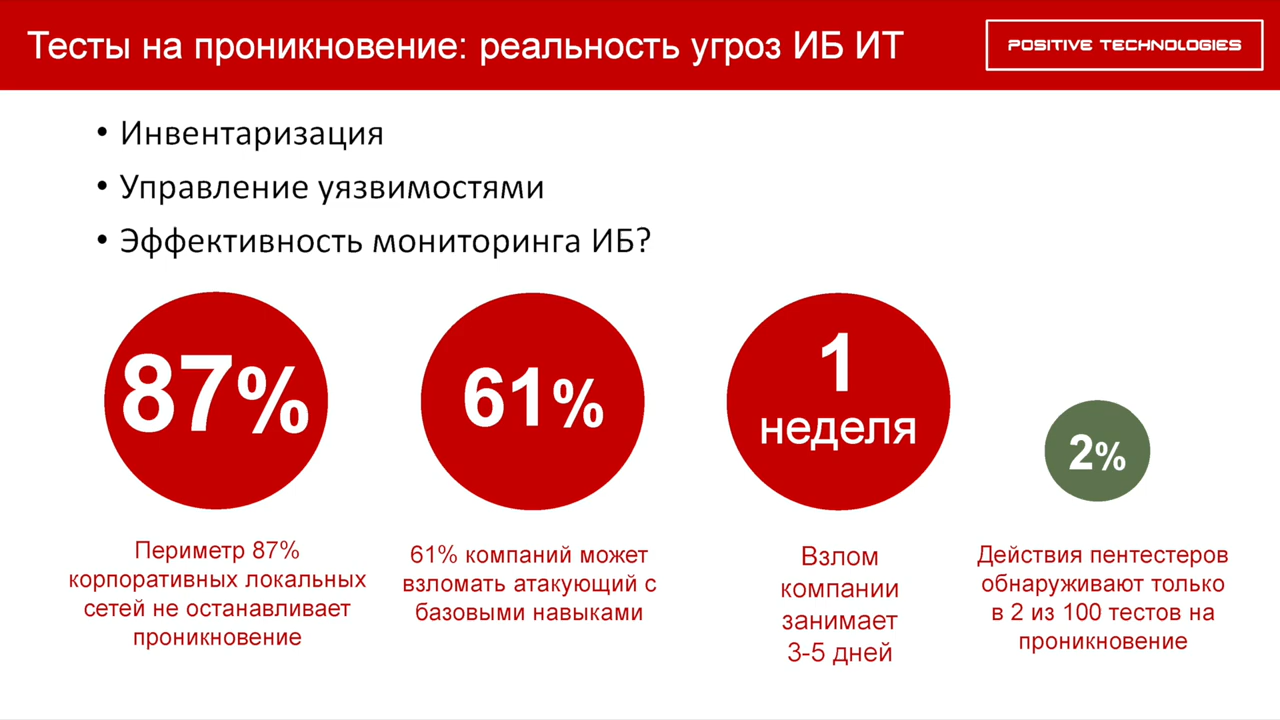 Тесты на проникновение: реальность угроз ИБ ИТ
POSITIVE TECHNOLOGIES
• Инвентаризация
• Управление уязвимостями
• Эффективность мониторинга ИБ?
87%
61%
1
неделя
2%
Периметр 87%
корпоративных локальных
сетей не останавливает
проникновение
61% компаний может
взломать атакующий с
базовыми навыками
Взлом
компании
занимает
3-5 дней
Действия пентестеров
обнаруживают только
в 2 из 100 тестов на
проникновение